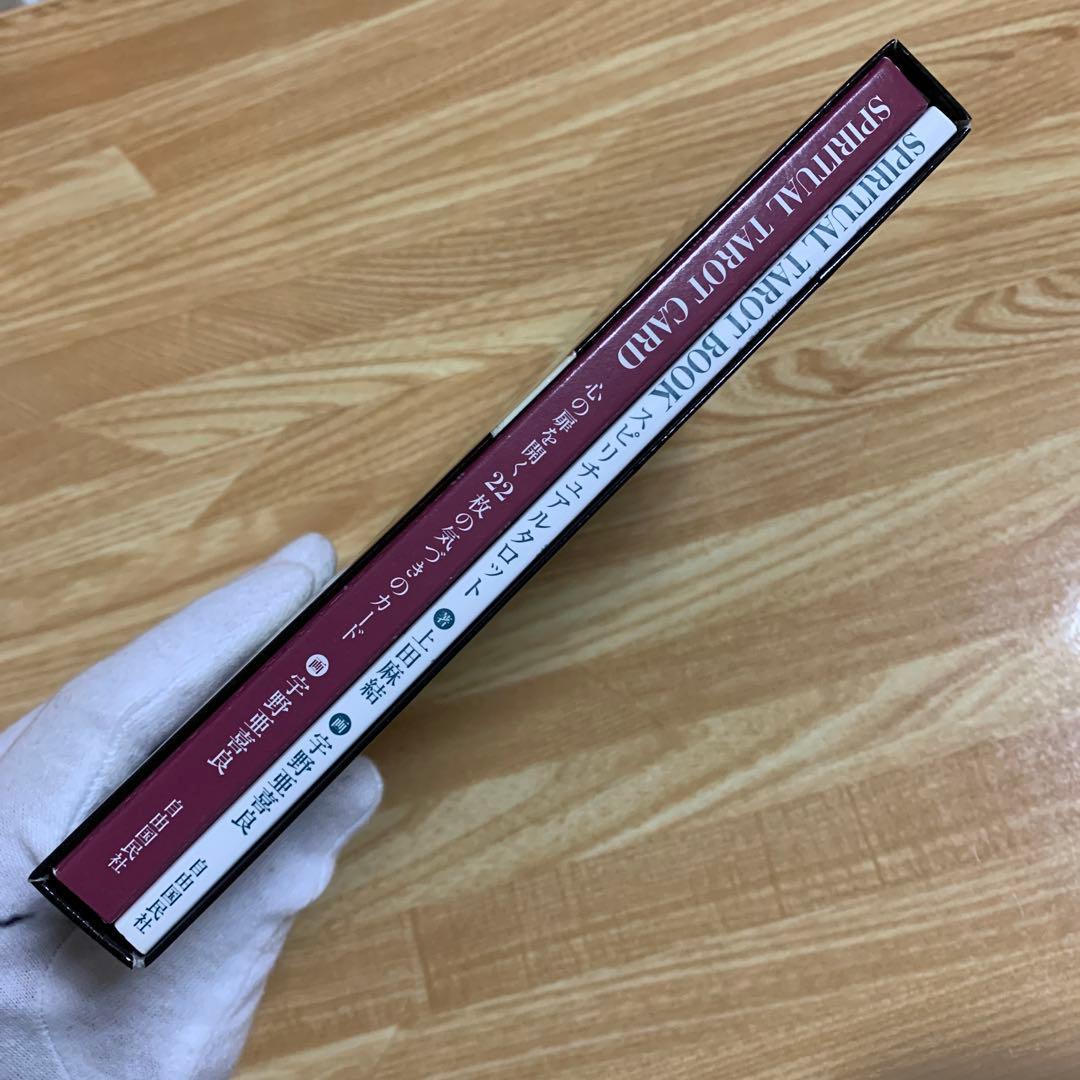 SPIRITUAL TAROT CARD 心の扉を開く 22枚の気づきのカード 画 宇野亜喜良 自由国民社
SPIRITUAL TAROT BOOK スピリチュアルタロット 著 上田麻結 画 宇野亜喜良 自由国民社